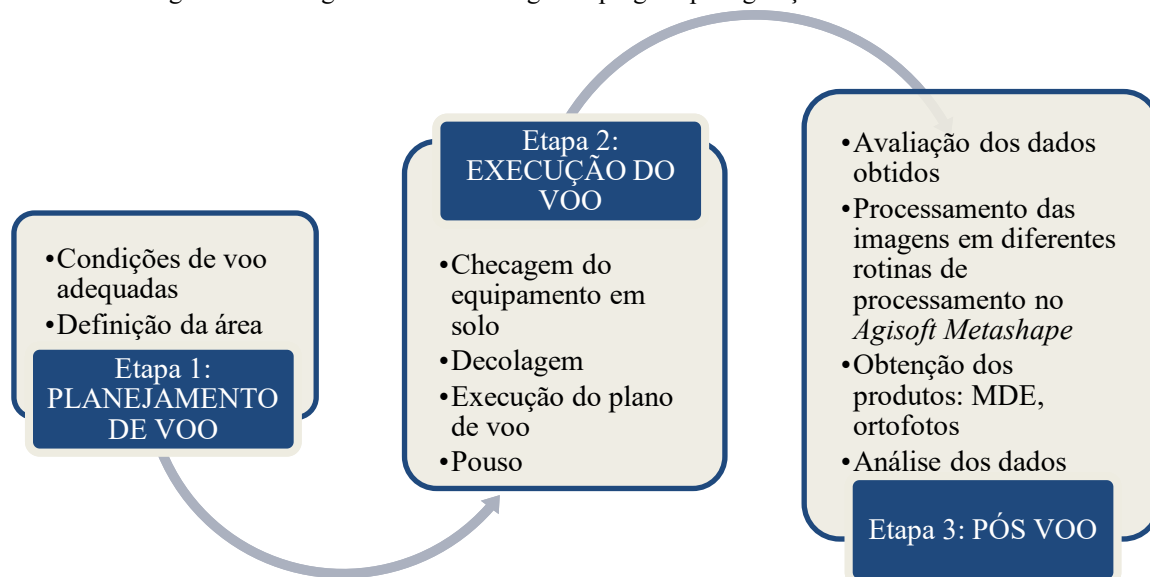 •Condições de voo
adequadas
•Definição da área
Etapa 1:
PLANEJAMENTO
DE VOO
Etapa 2:
EXECUÇÃO DO
VOO
•Checagem do
equipamento em
solo
•Decolagem
•Execução do plano
de voo
•Pouso
•Avaliação dos dados
obtidos
•Processamento das
imagens em diferentes
rotinas de
processamento no
Agisoft Metashape
•Obtenção dos
produtos: MDE,
ortofotos
•Análise dos dados
Etapa 3: PÓS VOO